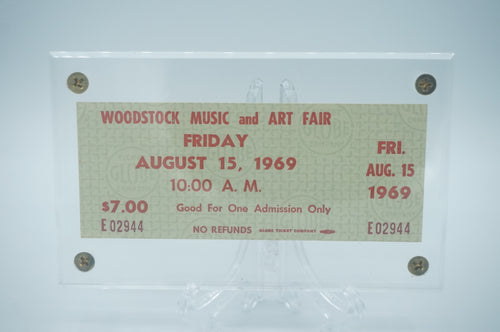 WOODSTOCK MUSIC and ART FAIR
FRIDAY
AUGUST 15, 1969
10:00 A. M.
$7.00 Good For One Admission Only
E 02944 NO REFUNDS GLOBE TICKET COMPANY
FRI.
AUG. 15
1969
E 02944